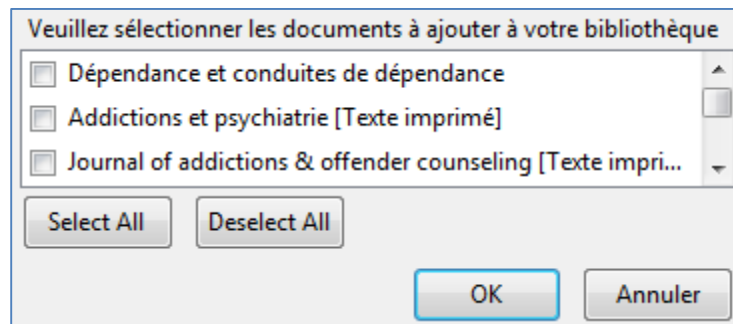 Veuillez sélectionner les documents à ajouter à votre bibliothèque
Dépendance et conduites de dépendance
Addictions et psychiatrie [Texte imprimé]
Journal of addictions & offender counseling [Texte impri...
Select All
Deselect All
OK
Annuler